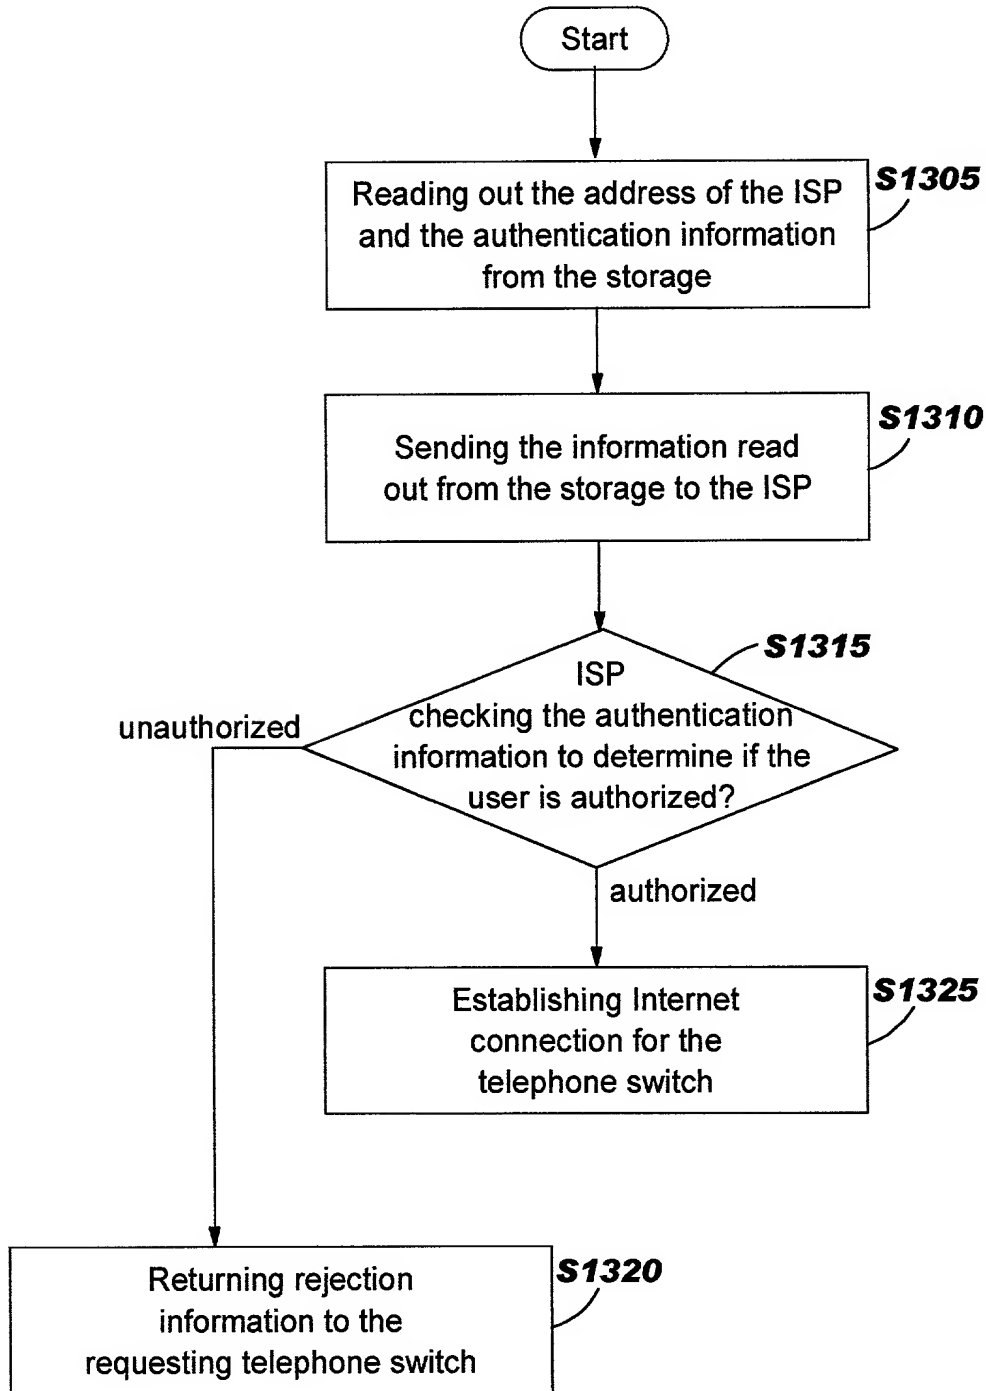 Start
Reading out the address of the ISP
and the authentication information
from the storage
S1305
Sending the information read
out from the storage to the ISP
S1310
ISP
checking the authentication
information to determine if the
user is authorized?
S1315
unauthorized
authorized
Establishing Internet
connection for the
telephone switch
S1325
Returning rejection
information to the
requesting telephone switch
S1320